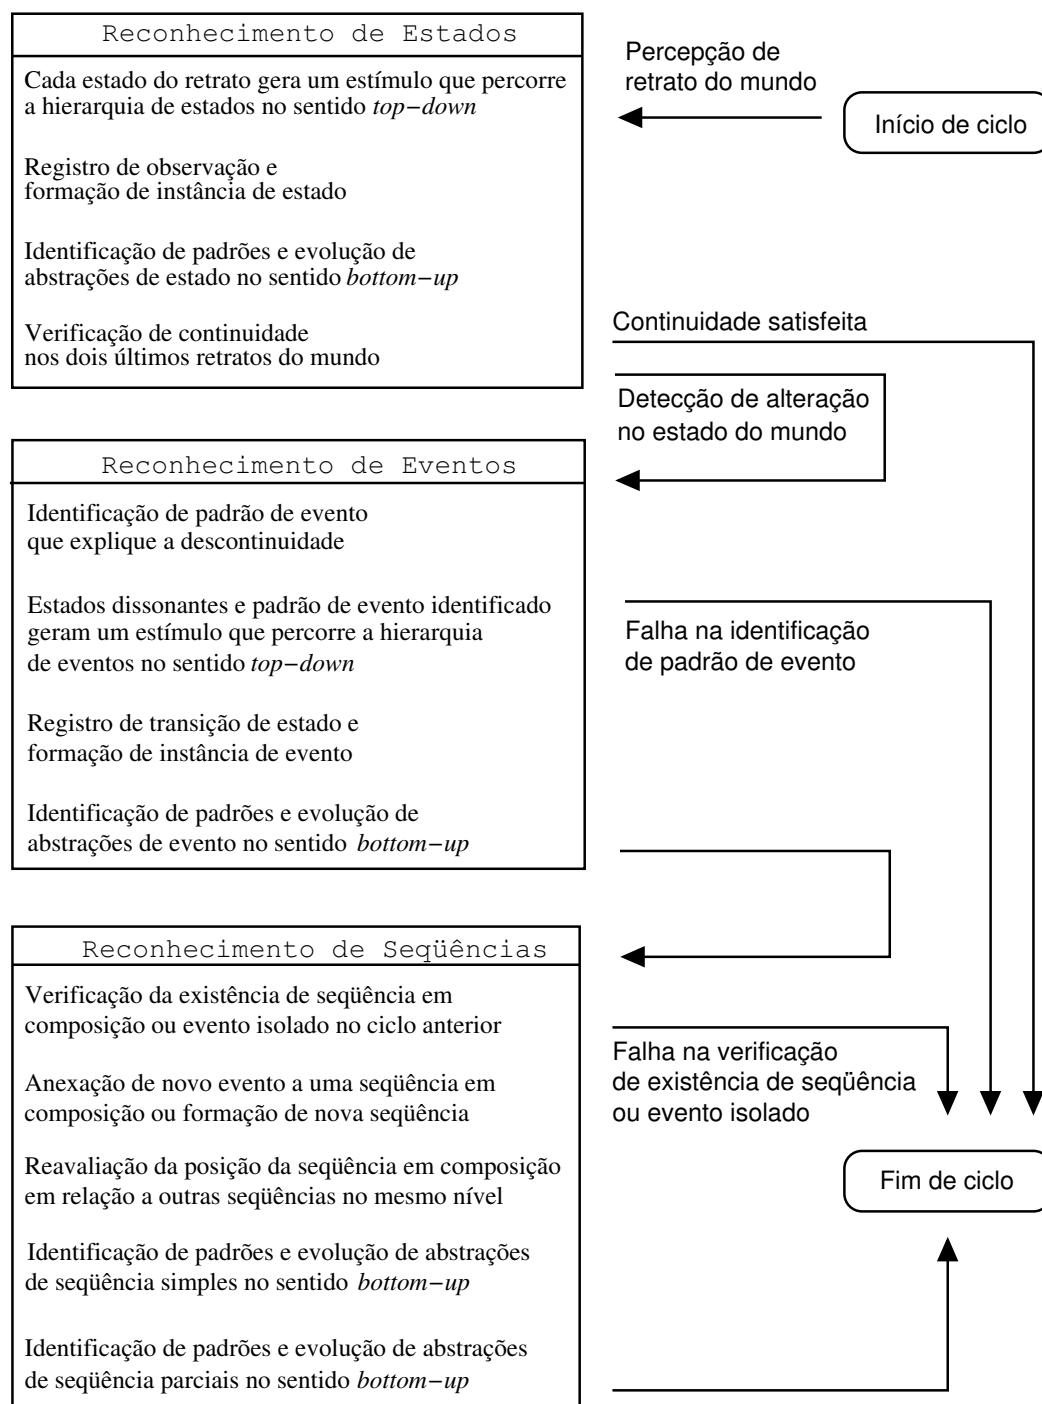 Reconhecimento de Estados
Cada estado do retrato gera um estímulo que percorre
a hierarquia de estados no sentido top−down
Registro de observação e
formação de instância de estado
Identificação de padrões e evolução de
abstrações de estado no sentido bottom−up
Verificação de continuidade
nos dois últimos retratos do mundo
Percepção de
retrato do mundo
Início de ciclo
Continuidade satisfeita
Detecção de alteração
no estado do mundo
Reconhecimento de Eventos
Identificação de padrão de evento
que explique a descontinuidade
Estados dissonantes e padrão de evento identificado
geram um estímulo que percorre a hierarquia
de eventos no sentido top−down
Registro de transição de estado e
formação de instância de evento
Identificação de padrões e evolução de
abstrações de evento no sentido bottom−up
Falha na identificação
de padrão de evento
Reconhecimento de Seqüências
Verificação da existência de seqüência em
composição ou evento isolado no ciclo anterior
Anexação de novo evento a uma seqüência em
composição ou formação de nova seqüência
Reavaliação da posição da seqüência em composição
em relação a outras seqüências no mesmo nível
Identificação de padrões e evolução de abstrações
de seqüência simples no sentido bottom−up
Identificação de padrões e evolução de abstrações
de seqüência parciais no sentido bottom−up
Falha na verificação
de existência de seqüência
ou evento isolado
Fim de ciclo